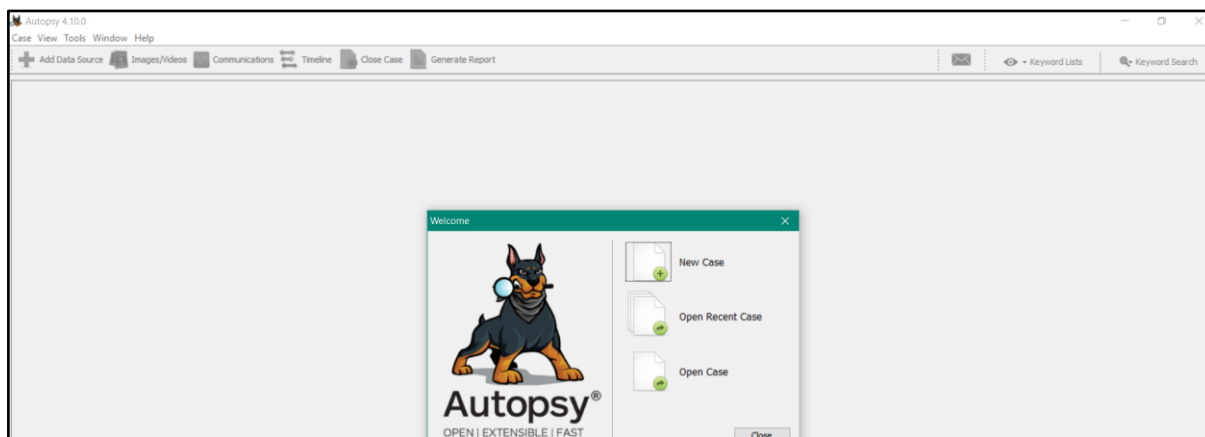 Autopsy 4.10.0
Case View Tools Window Help
Add Data Source Images/Videos Communications Timeline Close Case Generate Report Keyword Lists Keyword Search
Welcome
New Case
Open Recent Case
Open Case
Autopsy®
OPEN | EXTENSIBLE | FAST
Close